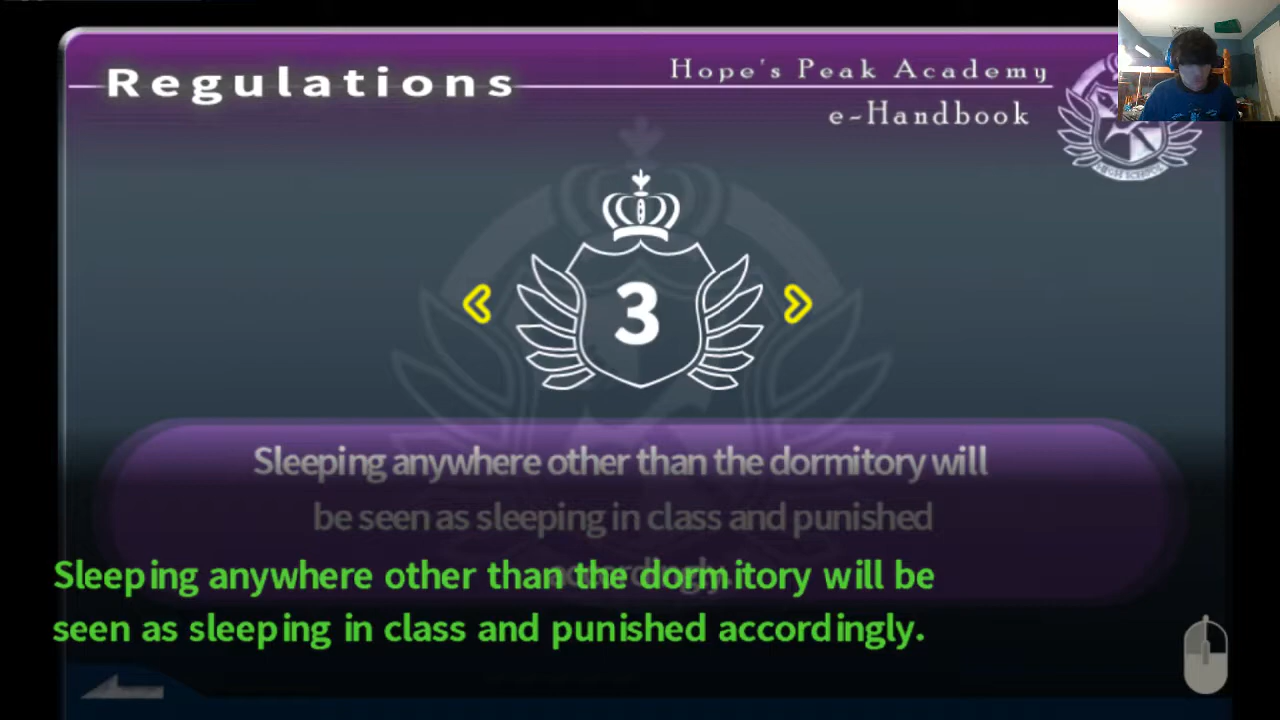 Regulations
Hope's Peak Academy
e-Handbook
3
Sleeping anywhere other than the dormitory will
be seen as sleeping in class and punished
accordingly.
Sleeping anywhere other than the dormitory will be
seen as sleeping in class and punished accordingly.